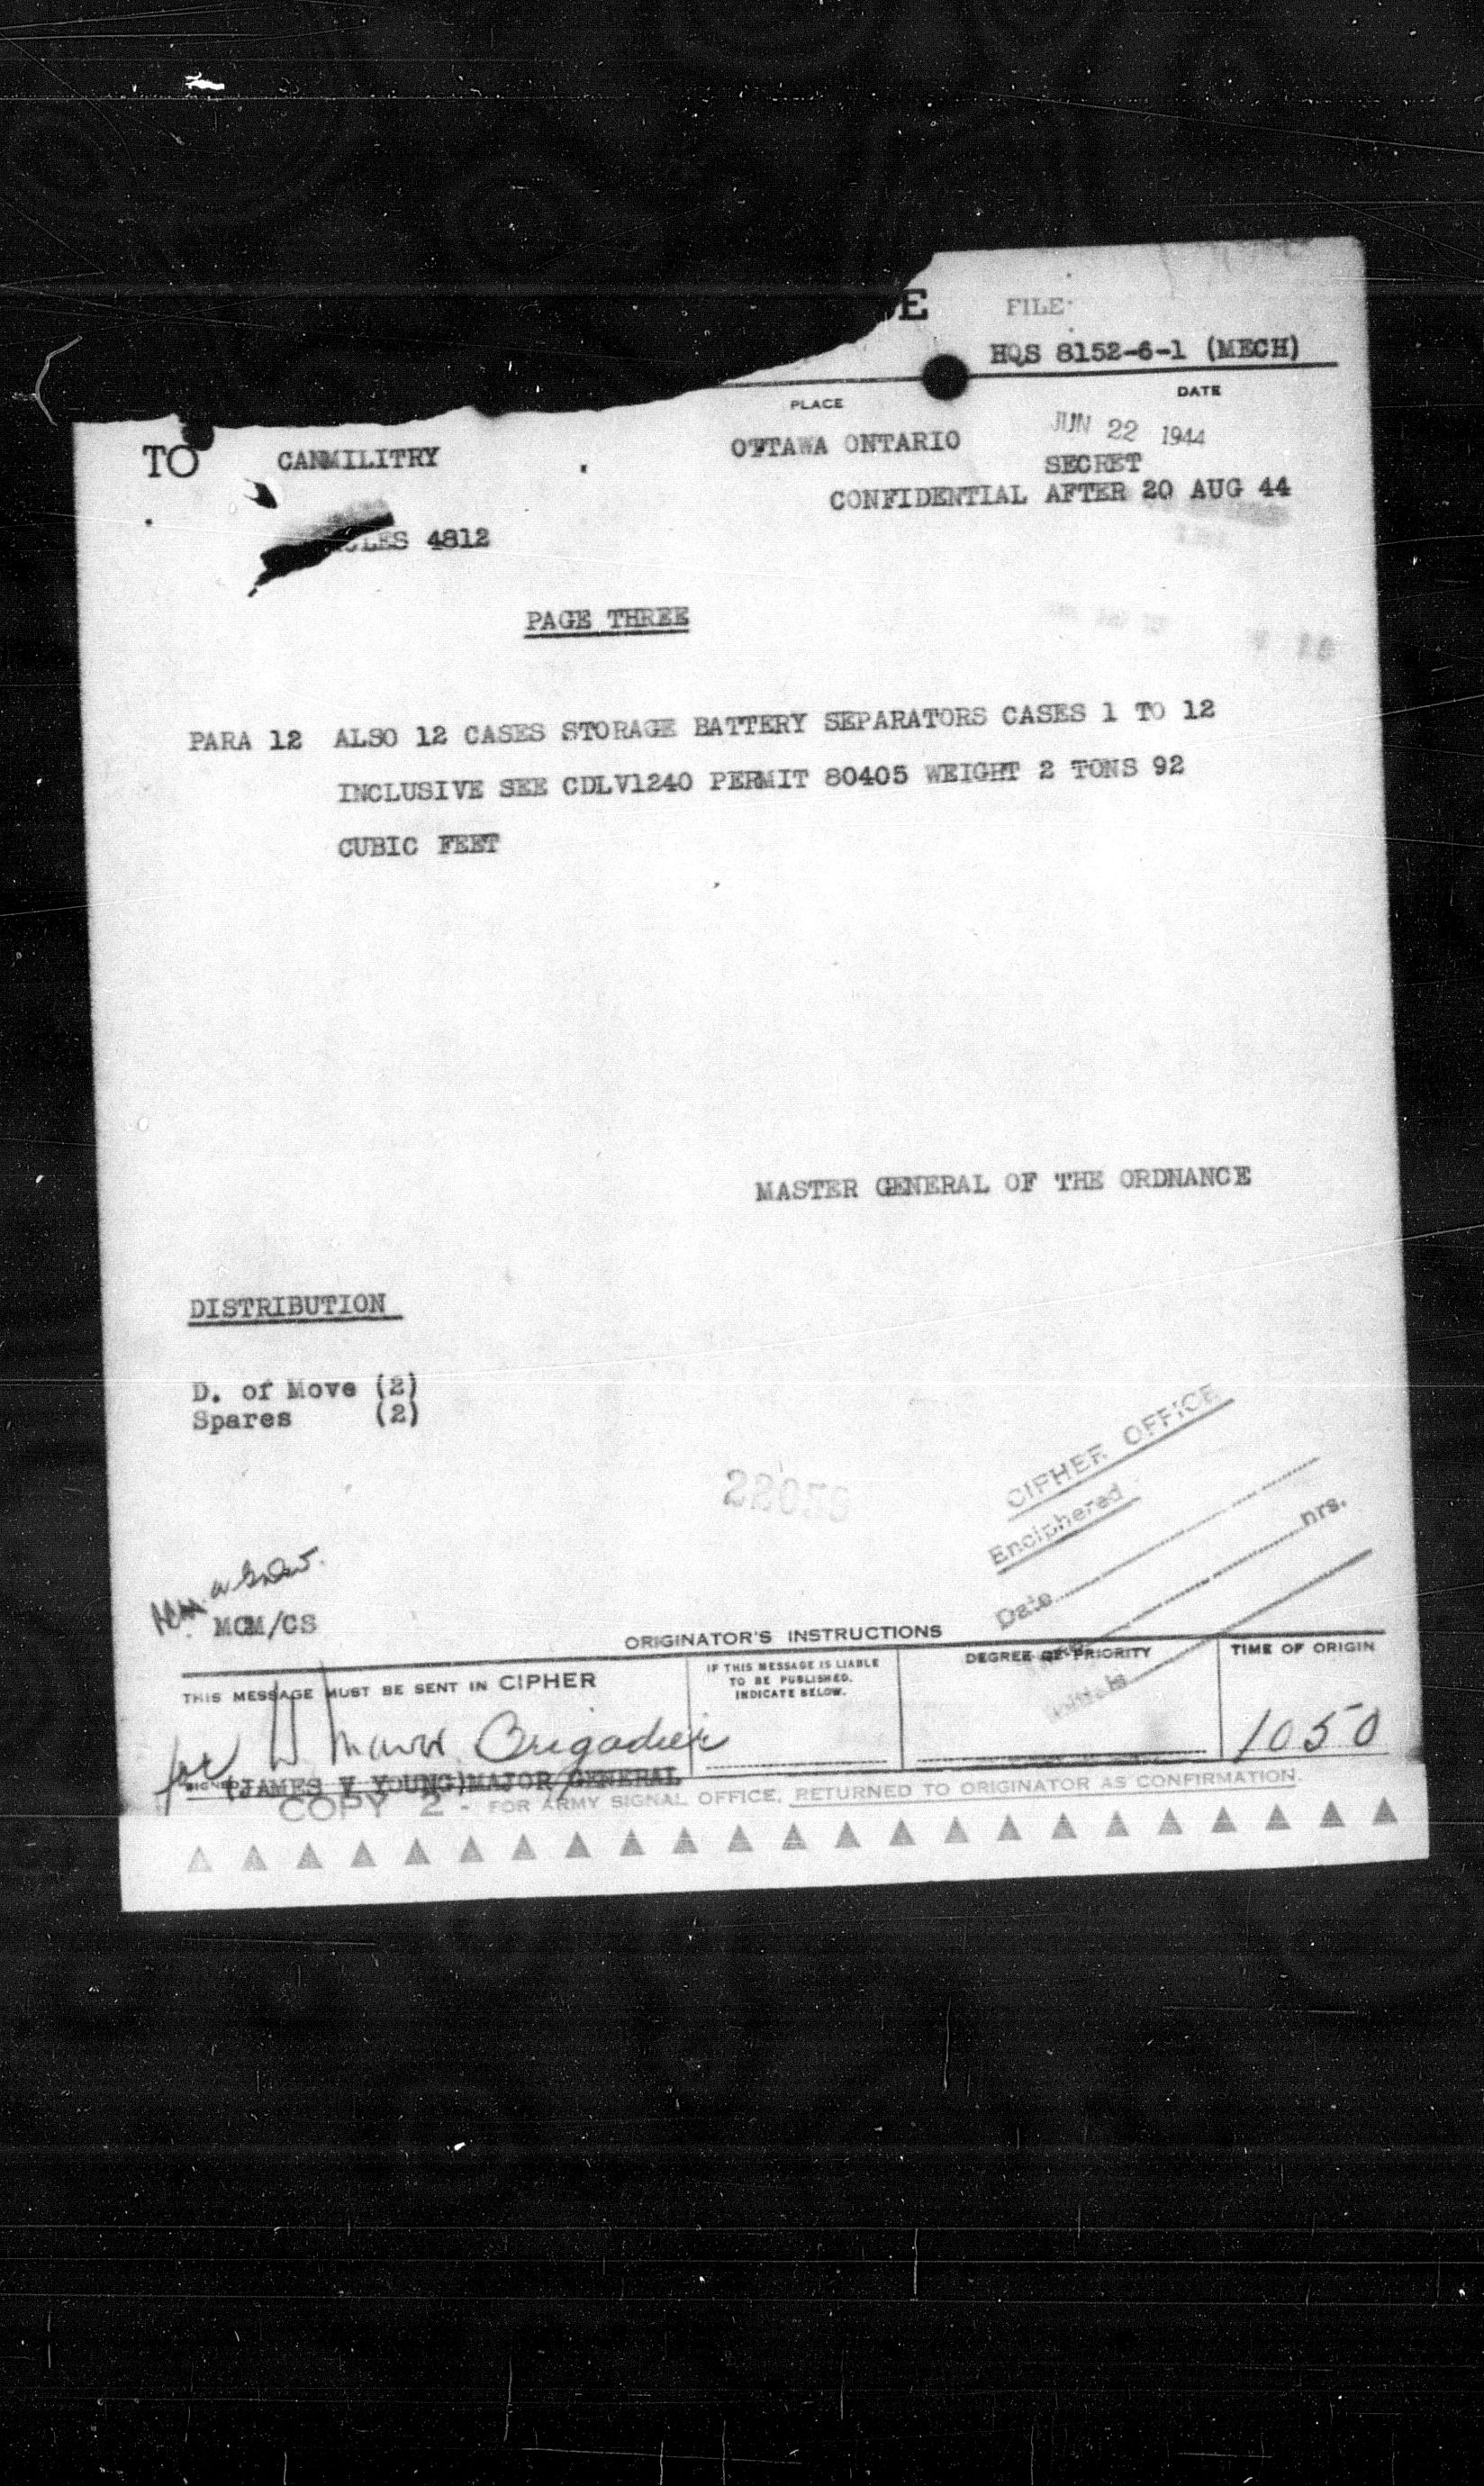 E FILE
HQS 8152-6-1 (MECH)
PLACE DATE
TO CANMILITRY OTTAWA ONTARIO JUN 22 1944
SECRET
CONFIDENTIAL AFTER 20 AUG 44
4812
PAGE THREE
PARA 12 ALSO 12 CASES STORAGE BATTERY SEPARATORS CASES 1 TO 12
INCLUSIVE SEE CDLV1240 PERMIT 80405 WEIGHT 2 TONS 92
CUBIC FEET
MASTER GENERAL OF THE ORDNANCE
DISTRIBUTION
D. of Move (2)
Spares (2)
CIPHER OFFICE
Enciphered
Date
hrs.
MCM/CS
ORIGINATOR'S INSTRUCTIONS
THIS MESSAGE MUST BE SENT IN CIPHER
IF THIS MESSAGE IS LIABLE
TO BE PUBLISHED,
INDICATE BELOW.
DEGREE OF PRIORITY
TIME OF ORIGIN
for Brigadier
1050
SIGNED (JAMES V YOUNG) MAJOR GENERAL
COPY 2 - FOR ARMY SIGNAL OFFICE, RETURNED TO ORIGINATOR AS CONFIRMATION.